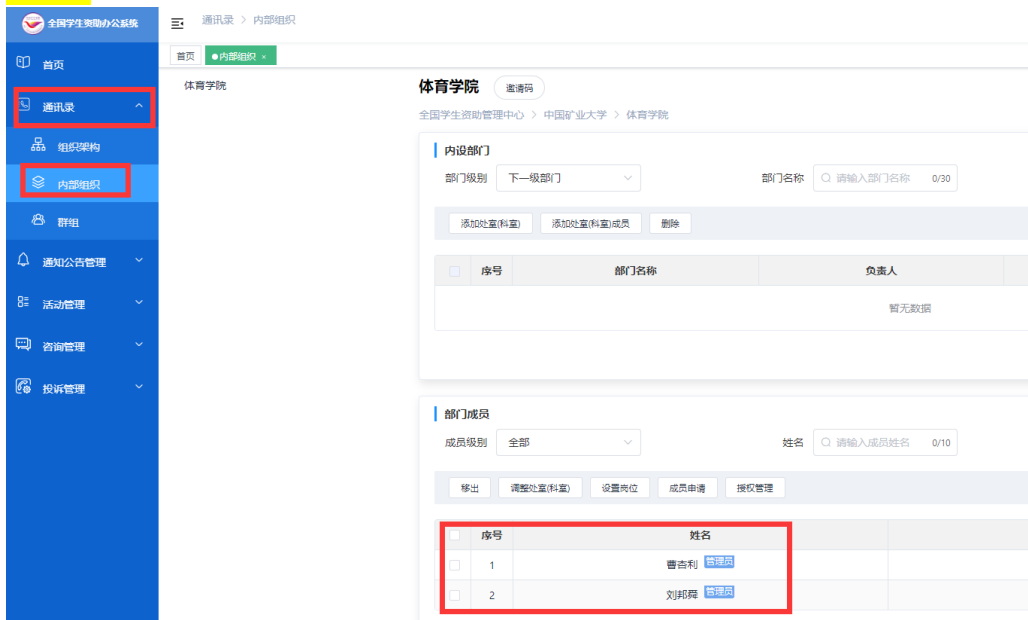 全国学生资助办公系统
通讯录 > 内部组织
首页
通讯录
组织架构
内部组织
群组
通知公告管理
活动管理
咨询管理
投诉管理
首页
内部组织 ×
体育学院
体育学院 邀请码
全国学生资助管理中心 > 中国矿业大学 > 体育学院
内设部门
部门级别 下一级部门 部门名称 请输入部门名称 0/30
添加处室(科室) 添加处室(科室)成员 删除
序号 部门名称 负责人
暂无数据
部门成员
成员级别 全部 姓名 请输入成员姓名 0/10
移出 调整处室(科室) 设置岗位 成员申请 授权管理
序号 姓名
1 曹杏利 管理员
2 刘邦舜 管理员